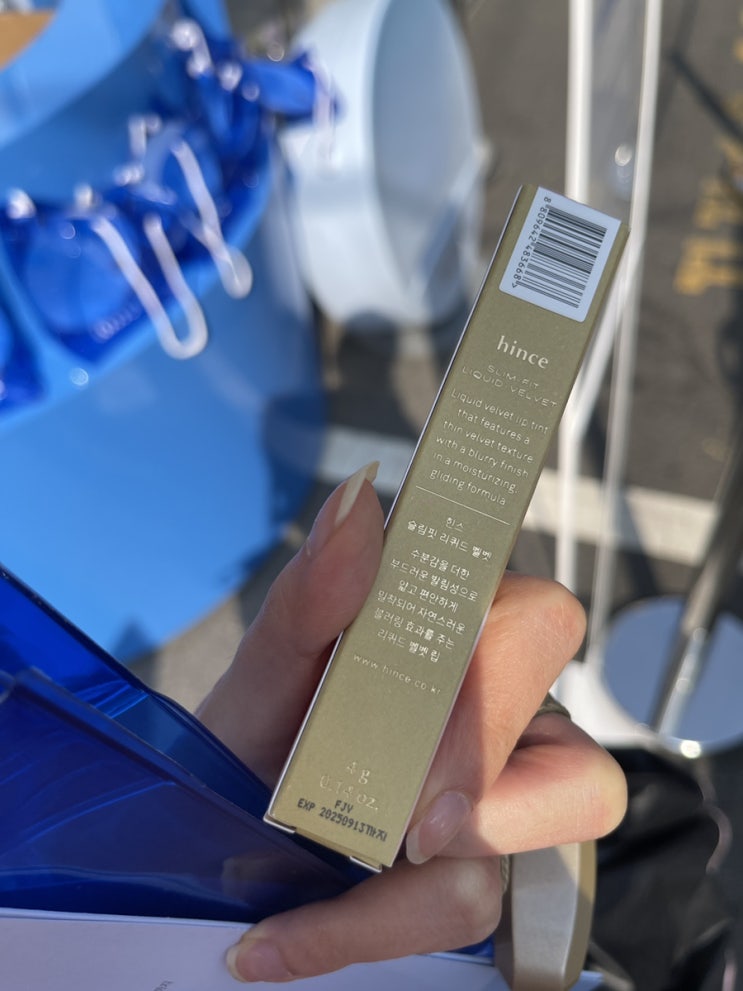 8 809642 483668 >
hince
SLIM FIT
LIQUID VELVET
Liquid velvet lip tint
that features a
thin velvet texture
with a blurry finish
in a moisturizing,
gliding formula
힌스
슬림핏 리퀴드 벨벳
수분감을 더한
부드러운 발림성으로
얇고 편안하게
밀착되어 자연스러운
블러링 효과를 주는
리퀴드 벨벳 립
www.hince.co.kr
4 g
0.14 oz.
FJV
EXP 20250913까지